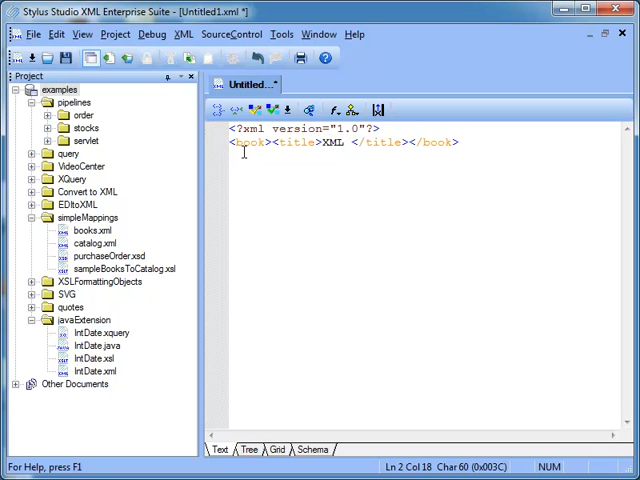 Stylus Studio XML Enterprise Suite - [Untitled1.xml *]
File Edit View Project Debug XML SourceControl Tools Window Help
Project
examples
pipelines
order
stocks
servlet
query
VideoCenter
XQuery
Convert to XML
EDItoXML
simpleMappings
books.xml
catalog.xml
purchaseOrder.xsd
sampleBooksToCatalog.xsl
XSLFormattingObjects
SVG
quotes
javaExtension
IntDate.xquery
IntDate.java
IntDate.xsl
IntDate.xml
Other Documents
Untitled...*
<?xml version="1.0"?>
<book><title>XML </title></book>
Text Tree Grid Schema
For Help, press F1
Ln 2 Col 18 Char 60 (0x003C)
NUM